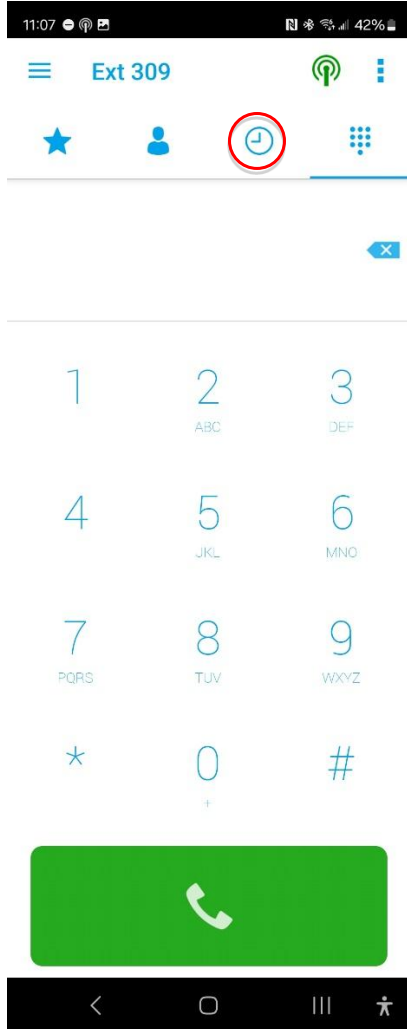 11:07 42%
Ext 309
1 2 3
ABC DEF
4 5 6
JKL MNO
7 8 9
PQRS TUV WXYZ
* 0 #
+